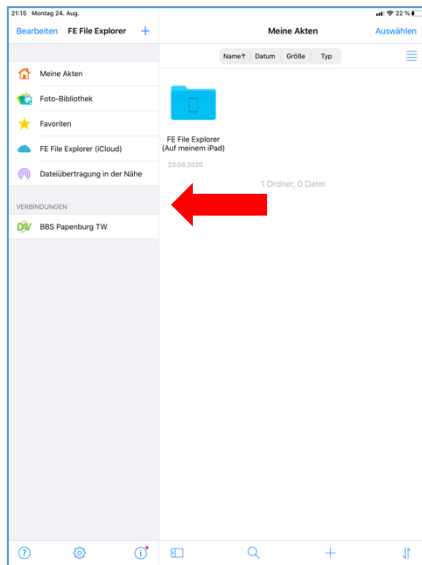 21:15 Montag 24. Aug.
22 %
Bearbeiten FE File Explorer +
Meine Akten
Auswählen
Name↑ Datum Größe Typ
Meine Akten
Foto-Bibliothek
Favoriten
FE File Explorer (iCloud)
Dateiübertragung in der Nähe
VERBINDUNGEN
DAV BBS Papenburg TW
FE File Explorer
(Auf meinem iPad)
23.08.2020
1 Ordner, 0 Datei